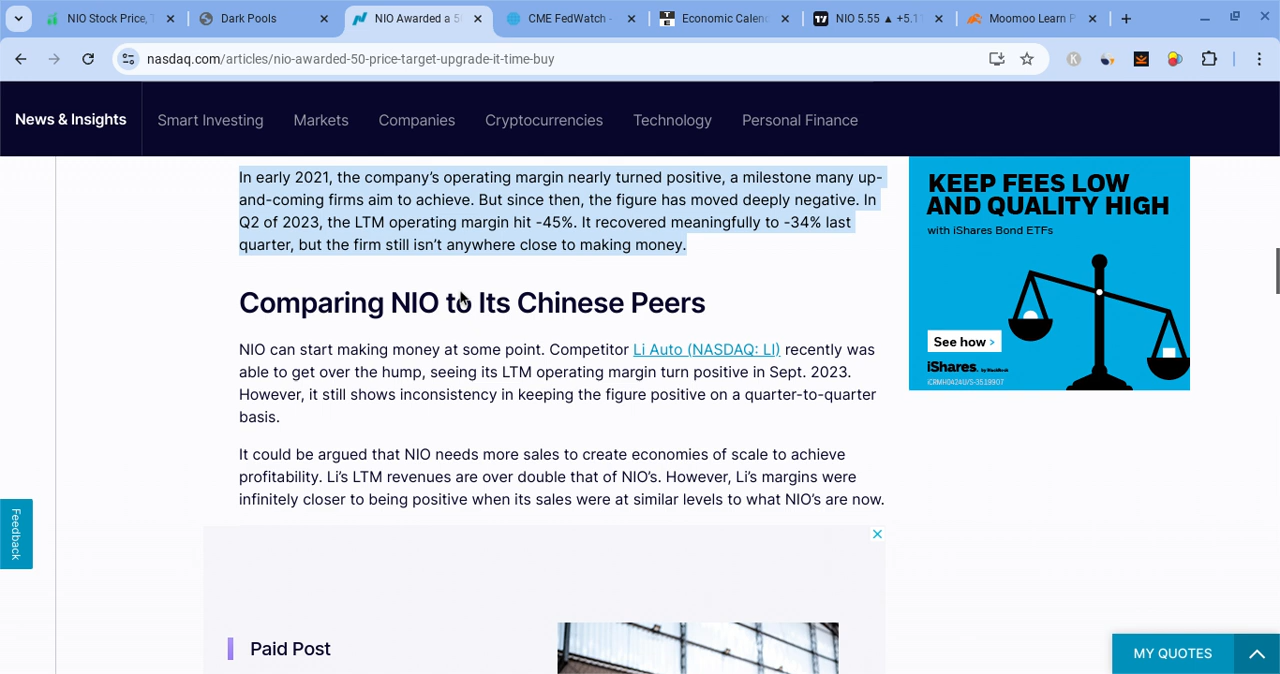 NIO Stock Price, T
Dark Pools
NIO Awarded a 5
CME FedWatch -
Economic Calenc
NIO 5.55 ▲ +5.1
Moomoo Learn P
nasdaq.com/articles/nio-awarded-50-price-target-upgrade-it-time-buy
News & Insights
Smart Investing
Markets
Companies
Cryptocurrencies
Technology
Personal Finance
In early 2021, the company’s operating margin nearly turned positive, a milestone many up-
and-coming firms aim to achieve. But since then, the figure has moved deeply negative. In
Q2 of 2023, the LTM operating margin hit -45%. It recovered meaningfully to -34% last
quarter, but the firm still isn’t anywhere close to making money.
Comparing NIO to Its Chinese Peers
NIO can start making money at some point. Competitor Li Auto (NASDAQ: LI) recently was
able to get over the hump, seeing its LTM operating margin turn positive in Sept. 2023.
However, it still shows inconsistency in keeping the figure positive on a quarter-to-quarter
basis.
It could be argued that NIO needs more sales to create economies of scale to achieve
profitability. Li’s LTM revenues are over double that of NIO’s. However, Li’s margins were
infinitely closer to being positive when its sales were at similar levels to what NIO’s are now.
KEEP FEES LOW
AND QUALITY HIGH
with iShares Bond ETFs
See how >
iShares.
by BlackRock
iCRMH0424U/S-3519907
Feedback
Paid Post
MY QUOTES